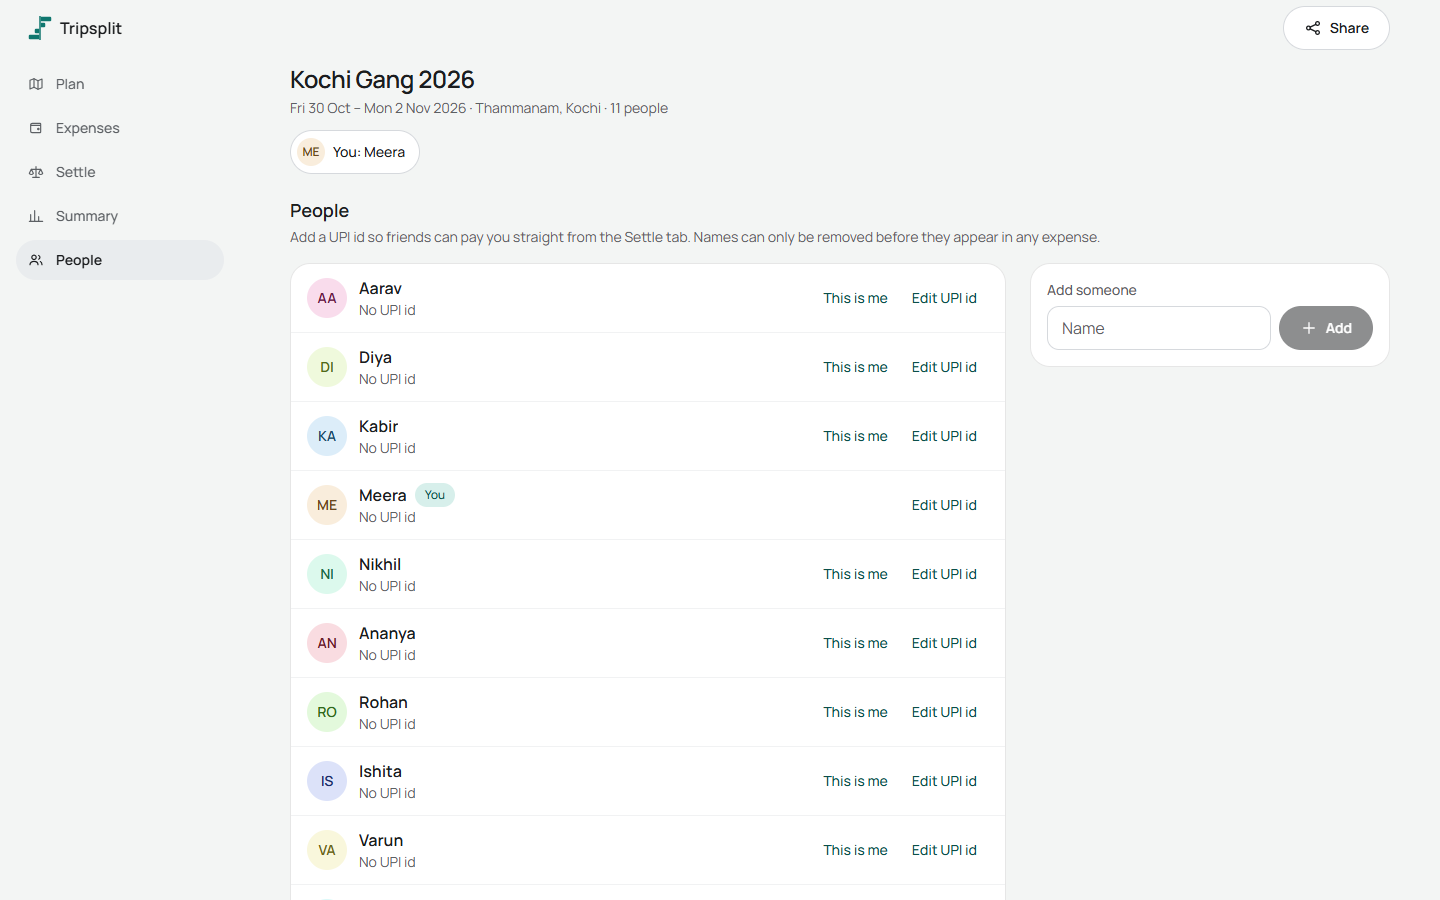 Tripsplit
Share
Plan
Expenses
Settle
Summary
People
Kochi Gang 2026
Fri 30 Oct – Mon 2 Nov 2026 · Thammanam, Kochi · 11 people
ME You: Meera
People
Add a UPI id so friends can pay you straight from the Settle tab. Names can only be removed before they appear in any expense.
AA Aarav
No UPI id
This is me Edit UPI id
DI Diya
No UPI id
This is me Edit UPI id
KA Kabir
No UPI id
This is me Edit UPI id
ME Meera You
No UPI id
Edit UPI id
NI Nikhil
No UPI id
This is me Edit UPI id
AN Ananya
No UPI id
This is me Edit UPI id
RO Rohan
No UPI id
This is me Edit UPI id
IS Ishita
No UPI id
This is me Edit UPI id
VA Varun
No UPI id
This is me Edit UPI id
Add someone
Name
Add